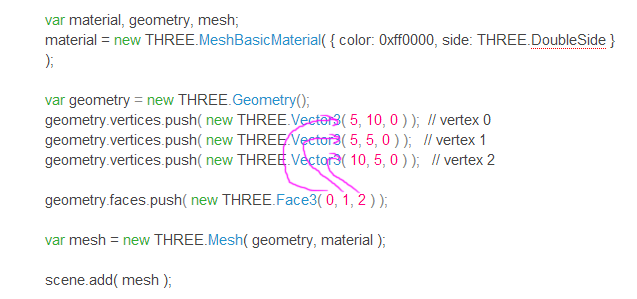 var material, geometry, mesh;
material = new THREE.MeshBasicMaterial( { color: 0xff0000, side: THREE.DoubleSide }
);
var geometry = new THREE.Geometry();
geometry.vertices.push( new THREE.Vector3( 5, 10, 0 ) ); // vertex 0
geometry.vertices.push( new THREE.Vector3( 5, 5, 0 ) ); // vertex 1
geometry.vertices.push( new THREE.Vector3( 10, 5, 0 ) ); // vertex 2
geometry.faces.push( new THREE.Face3( 0, 1, 2 ) );
var mesh = new THREE.Mesh( geometry, material );
scene.add( mesh );